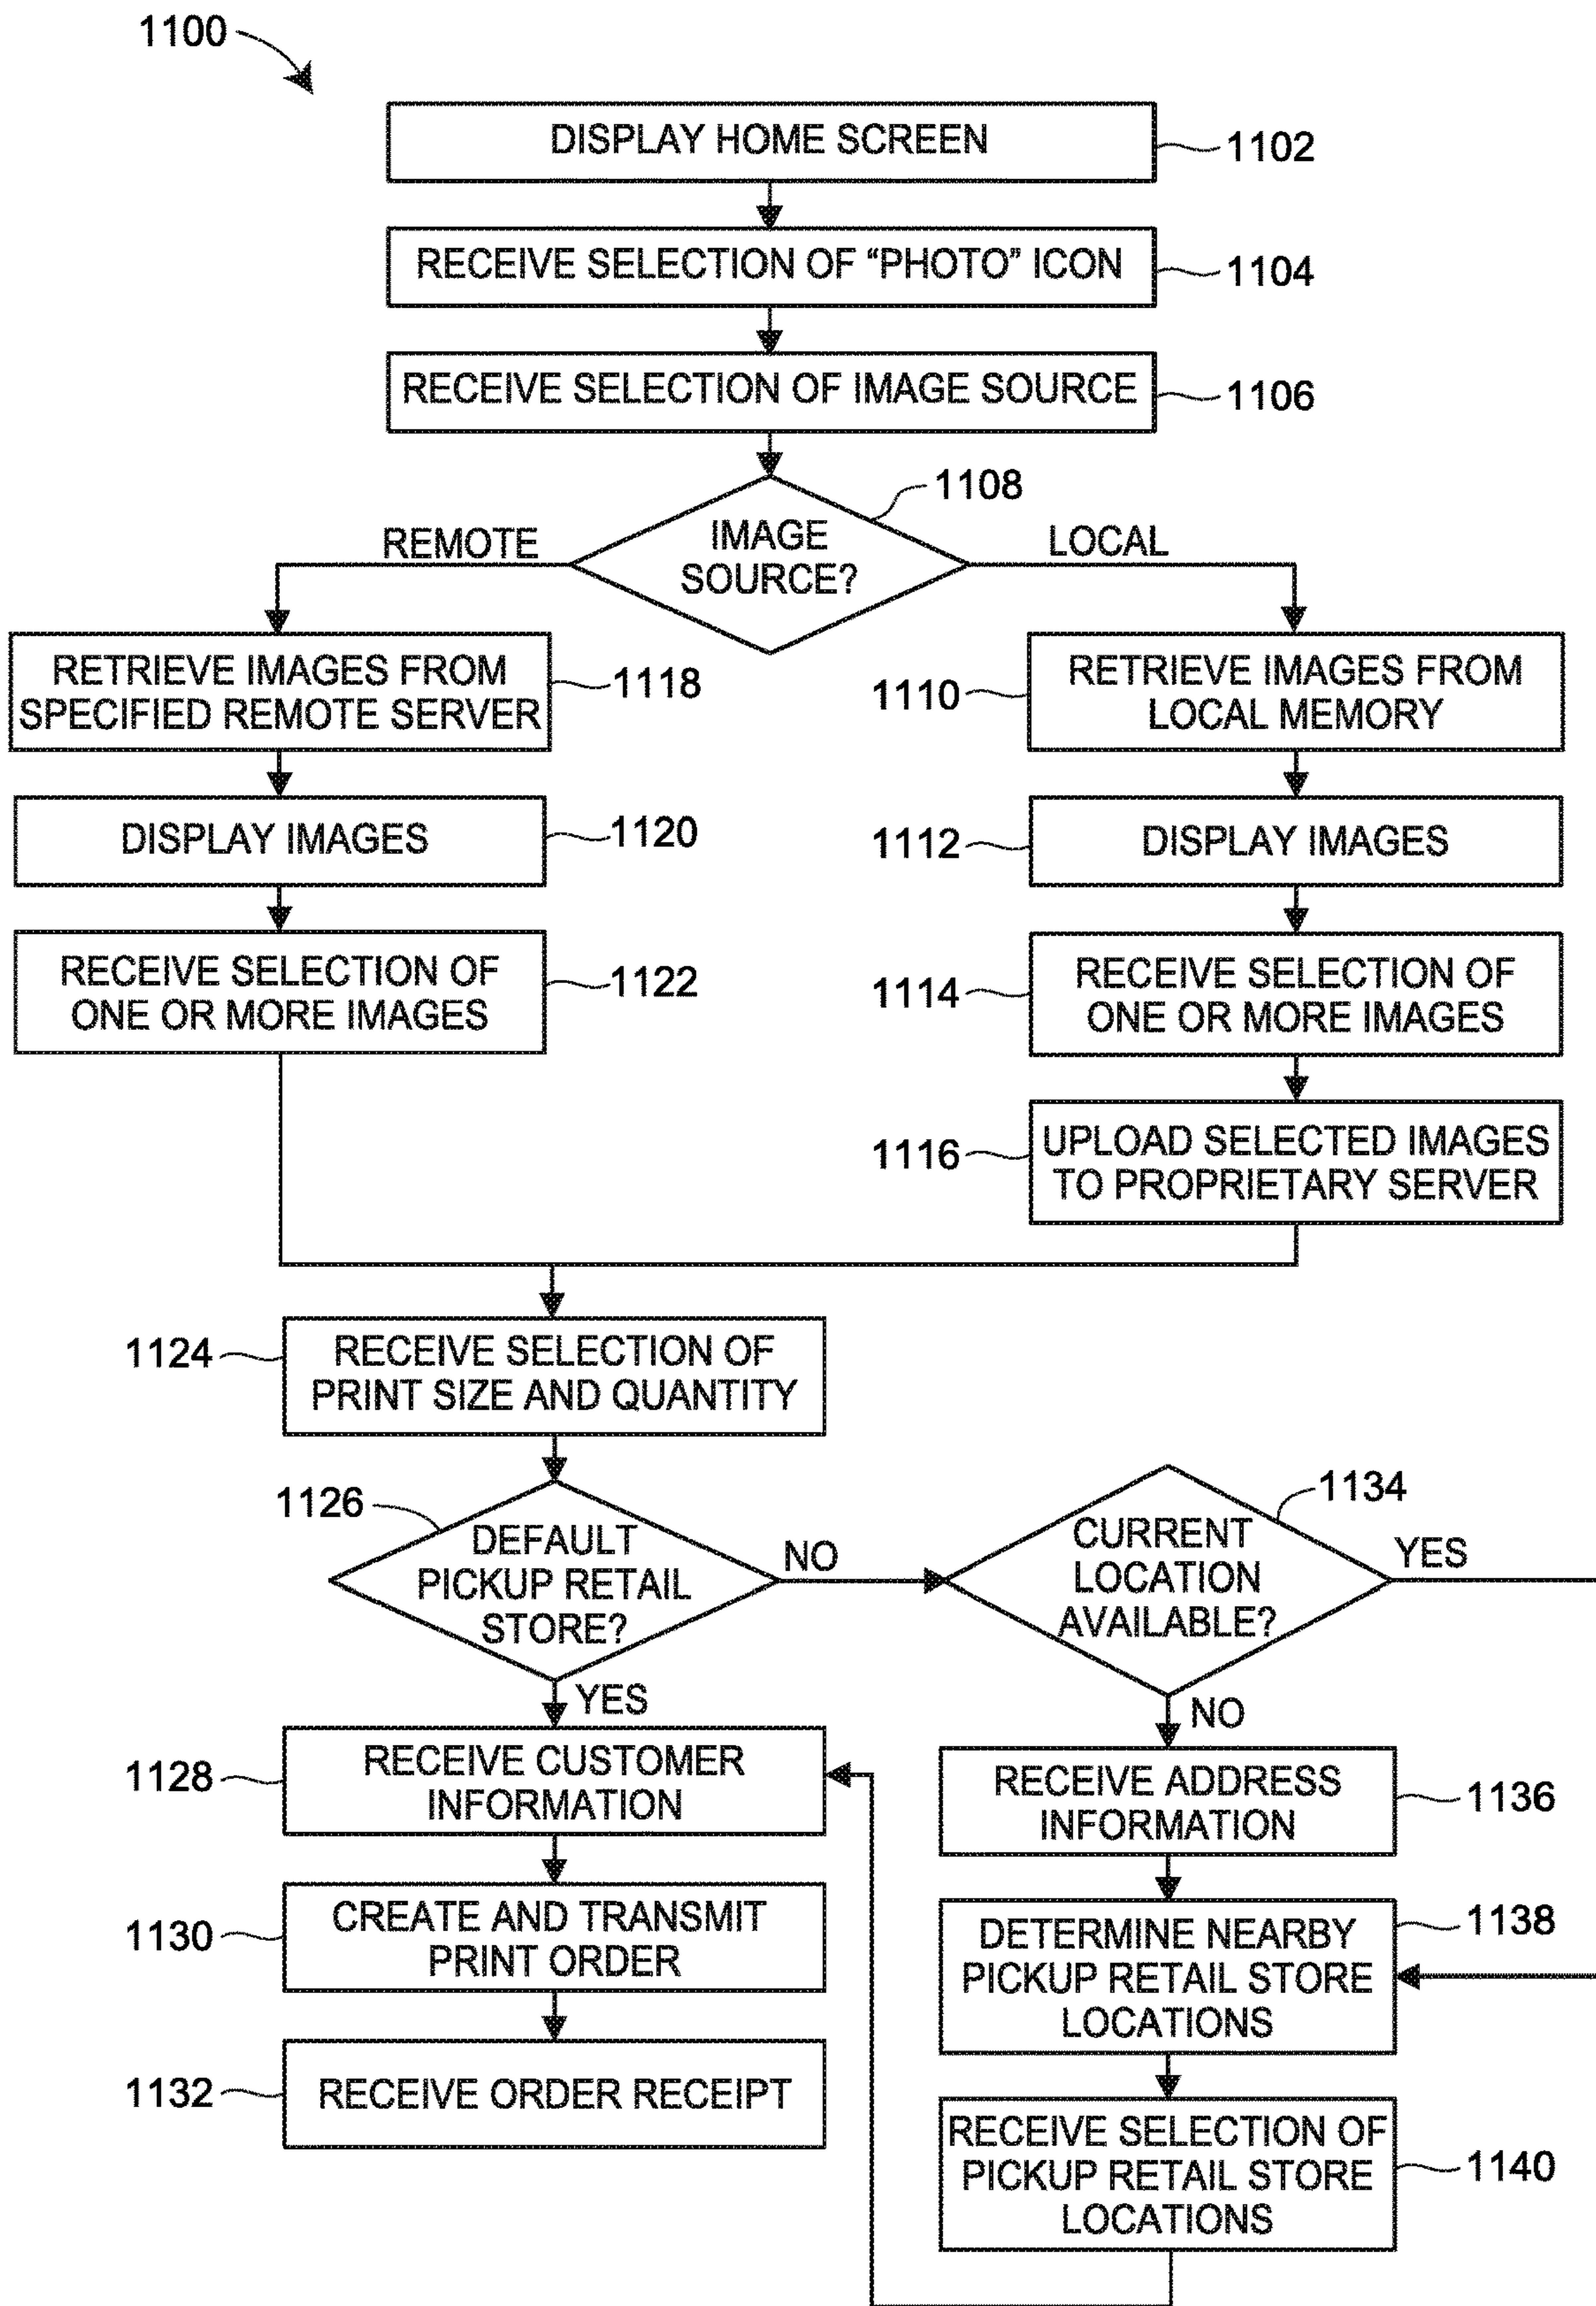 1100
DISPLAY HOME SCREEN
1102
RECEIVE SELECTION OF “PHOTO” ICON
1104
RECEIVE SELECTION OF IMAGE SOURCE
1106
1108
IMAGE
SOURCE?
REMOTE
LOCAL
RETRIEVE IMAGES FROM
SPECIFIED REMOTE SERVER
1118
1110
RETRIEVE IMAGES FROM
LOCAL MEMORY
DISPLAY IMAGES
1120
1112
DISPLAY IMAGES
RECEIVE SELECTION OF
ONE OR MORE IMAGES
1122
1114
RECEIVE SELECTION OF
ONE OR MORE IMAGES
1116
UPLOAD SELECTED IMAGES
TO PROPRIETARY SERVER
1124
RECEIVE SELECTION OF
PRINT SIZE AND QUANTITY
1126
DEFAULT
PICKUP RETAIL
STORE?
NO
1134
CURRENT
LOCATION
AVAILABLE?
YES
YES
NO
1128
RECEIVE CUSTOMER
INFORMATION
RECEIVE ADDRESS
INFORMATION
1136
1130
CREATE AND TRANSMIT
PRINT ORDER
DETERMINE NEARBY
PICKUP RETAIL STORE
LOCATIONS
1138
1132
RECEIVE ORDER RECEIPT
RECEIVE SELECTION OF
PICKUP RETAIL STORE
LOCATIONS
1140